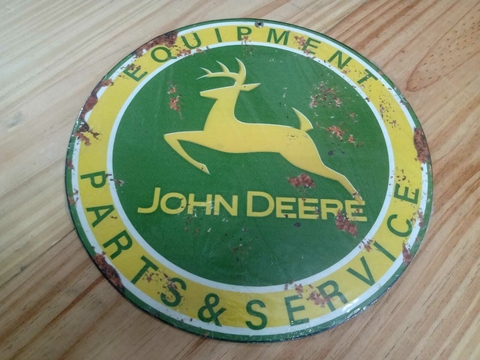 EQUIPMENT
JOHN DEERE
PARTS & SERVICE